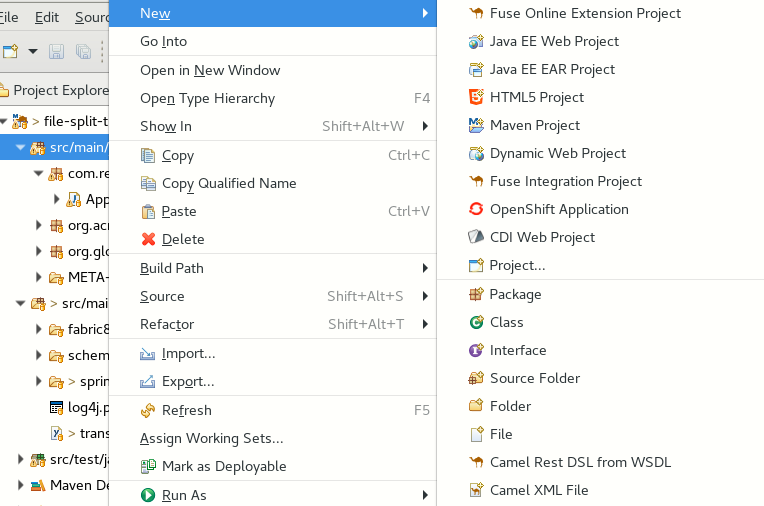 File Edit Sourc
Project Explore
> file-split-t
src/main/
com.re
App
org.acr
org.glo
META-
> src/mai
fabric8
schem
> sprin
log4j.p
> trans
src/test/ja
Maven De
New
Go Into
Open in New Window
Open Type Hierarchy F4
Show In Shift+Alt+W
Copy Ctrl+C
Copy Qualified Name
Paste Ctrl+V
Delete
Build Path
Source Shift+Alt+S
Refactor Shift+Alt+T
Import...
Export...
Refresh F5
Assign Working Sets...
Mark as Deployable
Run As
Fuse Online Extension Project
Java EE Web Project
Java EE EAR Project
HTML5 Project
Maven Project
Dynamic Web Project
Fuse Integration Project
OpenShift Application
CDI Web Project
Project...
Package
Class
Interface
Source Folder
Folder
File
Camel Rest DSL from WSDL
Camel XML File